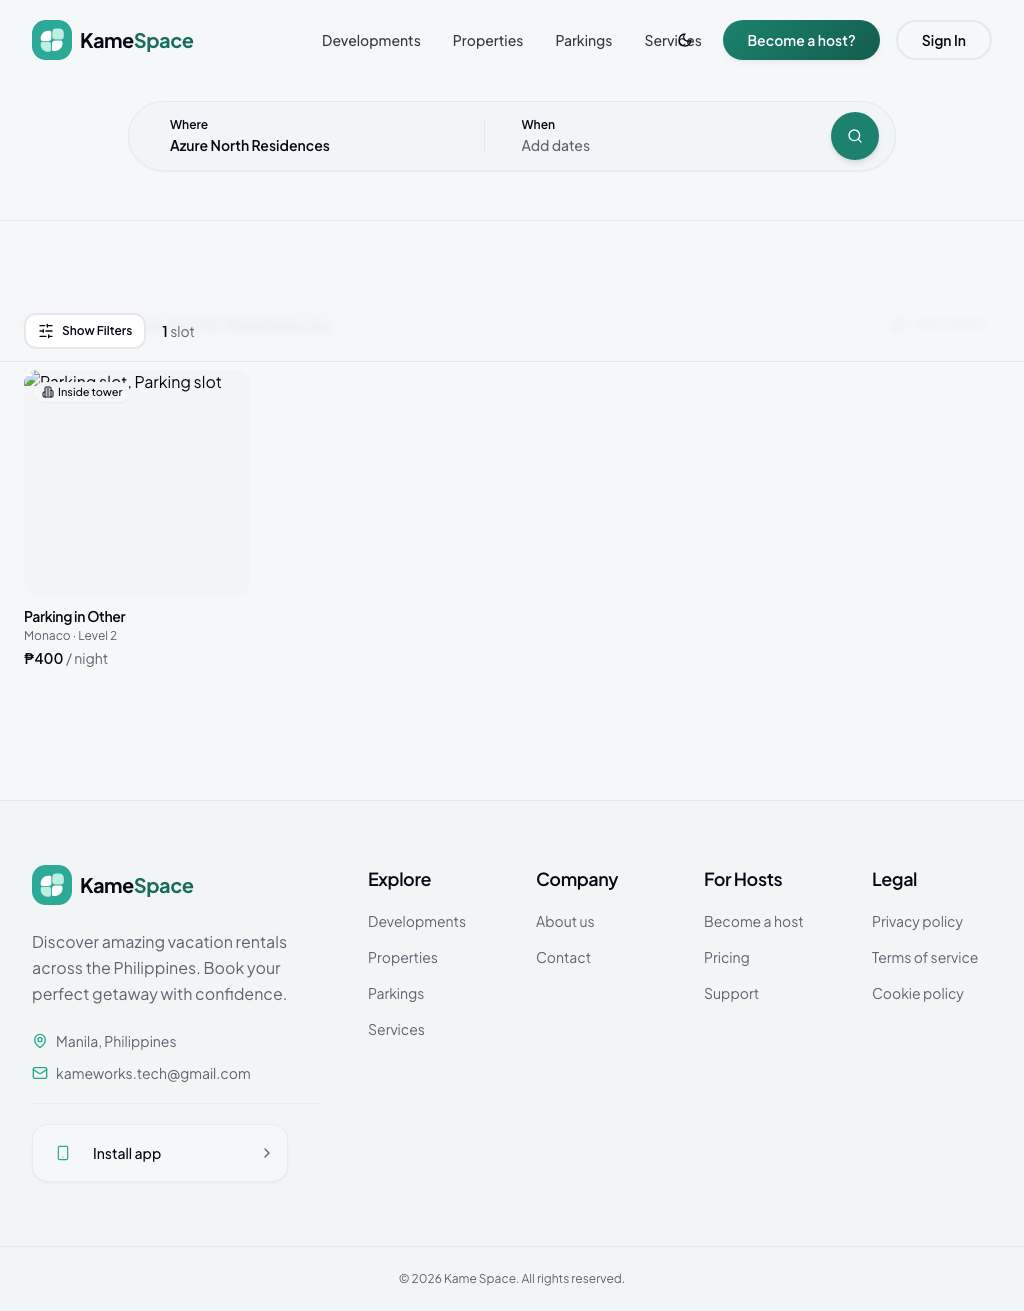 KameSpace
Developments
Properties
Parkings
Services
Become a host?
Sign In
Where
Azure North Residences
When
Add dates
Show Filters
1 slot
Parking slot, Parking slot
Inside tower
Parking in Other
Monaco · Level 2
₱400 / night
KameSpace
Discover amazing vacation rentals
across the Philippines. Book your
perfect getaway with confidence.
Manila, Philippines
kameworks.tech@gmail.com
Install app
Explore
Developments
Properties
Parkings
Services
Company
About us
Contact
For Hosts
Become a host
Pricing
Support
Legal
Privacy policy
Terms of service
Cookie policy
© 2026 Kame Space. All rights reserved.